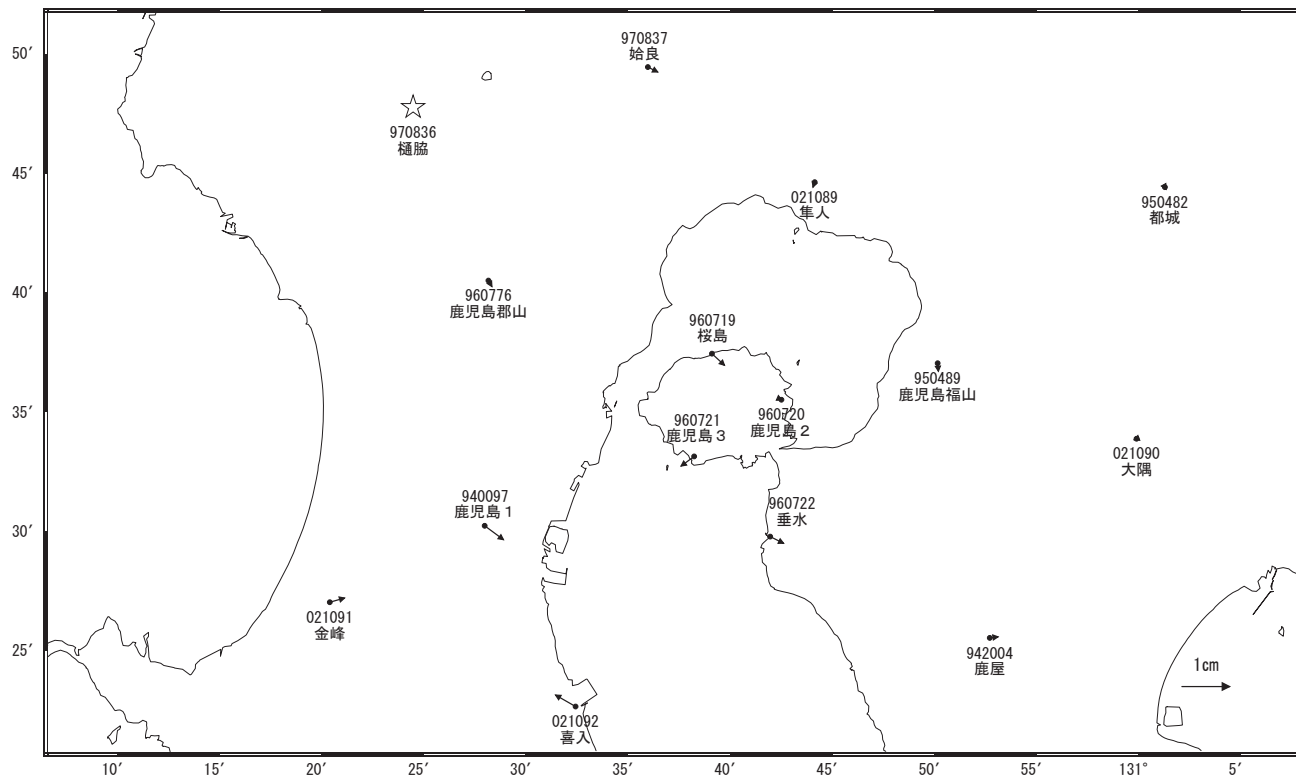 50′
970837
姶良
970836
樋脇
45′
021089
隼人
950482
都城
40′
960776
鹿児島郡山
960719
桜島
950489
鹿児島福山
35′
960721
鹿児島３
960720
鹿児島２
021090
大隅
940097
鹿児島１
960722
垂水
30′
021091
金峰
25′
942004
鹿屋
1cm
021092
喜入
10′ 15′ 20′ 25′ 30′ 35′ 40′ 45′ 50′ 55′ 131° 5′